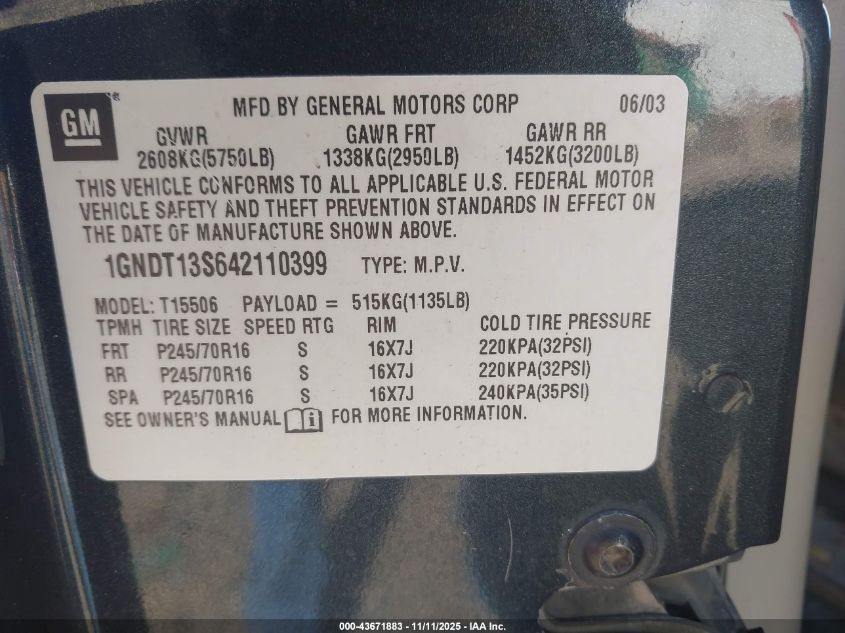 GM® MFD BY GENERAL MOTORS CORP 06/03
GVWR GAWR FRT GAWR RR
2608KG(5750LB) 1338KG(2950LB) 1452KG(3200LB)
THIS VEHICLE CONFORMS TO ALL APPLICABLE U.S. FEDERAL MOTOR
VEHICLE SAFETY AND THEFT PREVENTION STANDARDS IN EFFECT ON
THE DATE OF MANUFACTURE SHOWN ABOVE.
1GNDT13S642110399 TYPE: M.P.V.
MODEL: T15506 PAYLOAD = 515KG(1135LB)
TPMH TIRE SIZE SPEED RTG RIM COLD TIRE PRESSURE
FRT P245/70R16 S 16X7J 220KPA(32PSI)
RR P245/70R16 S 16X7J 220KPA(32PSI)
SPA P245/70R16 S 16X7J 240KPA(35PSI)
SEE OWNER'S MANUAL i FOR MORE INFORMATION.
000-43671883 - 11/11/2025 - IAA Inc.